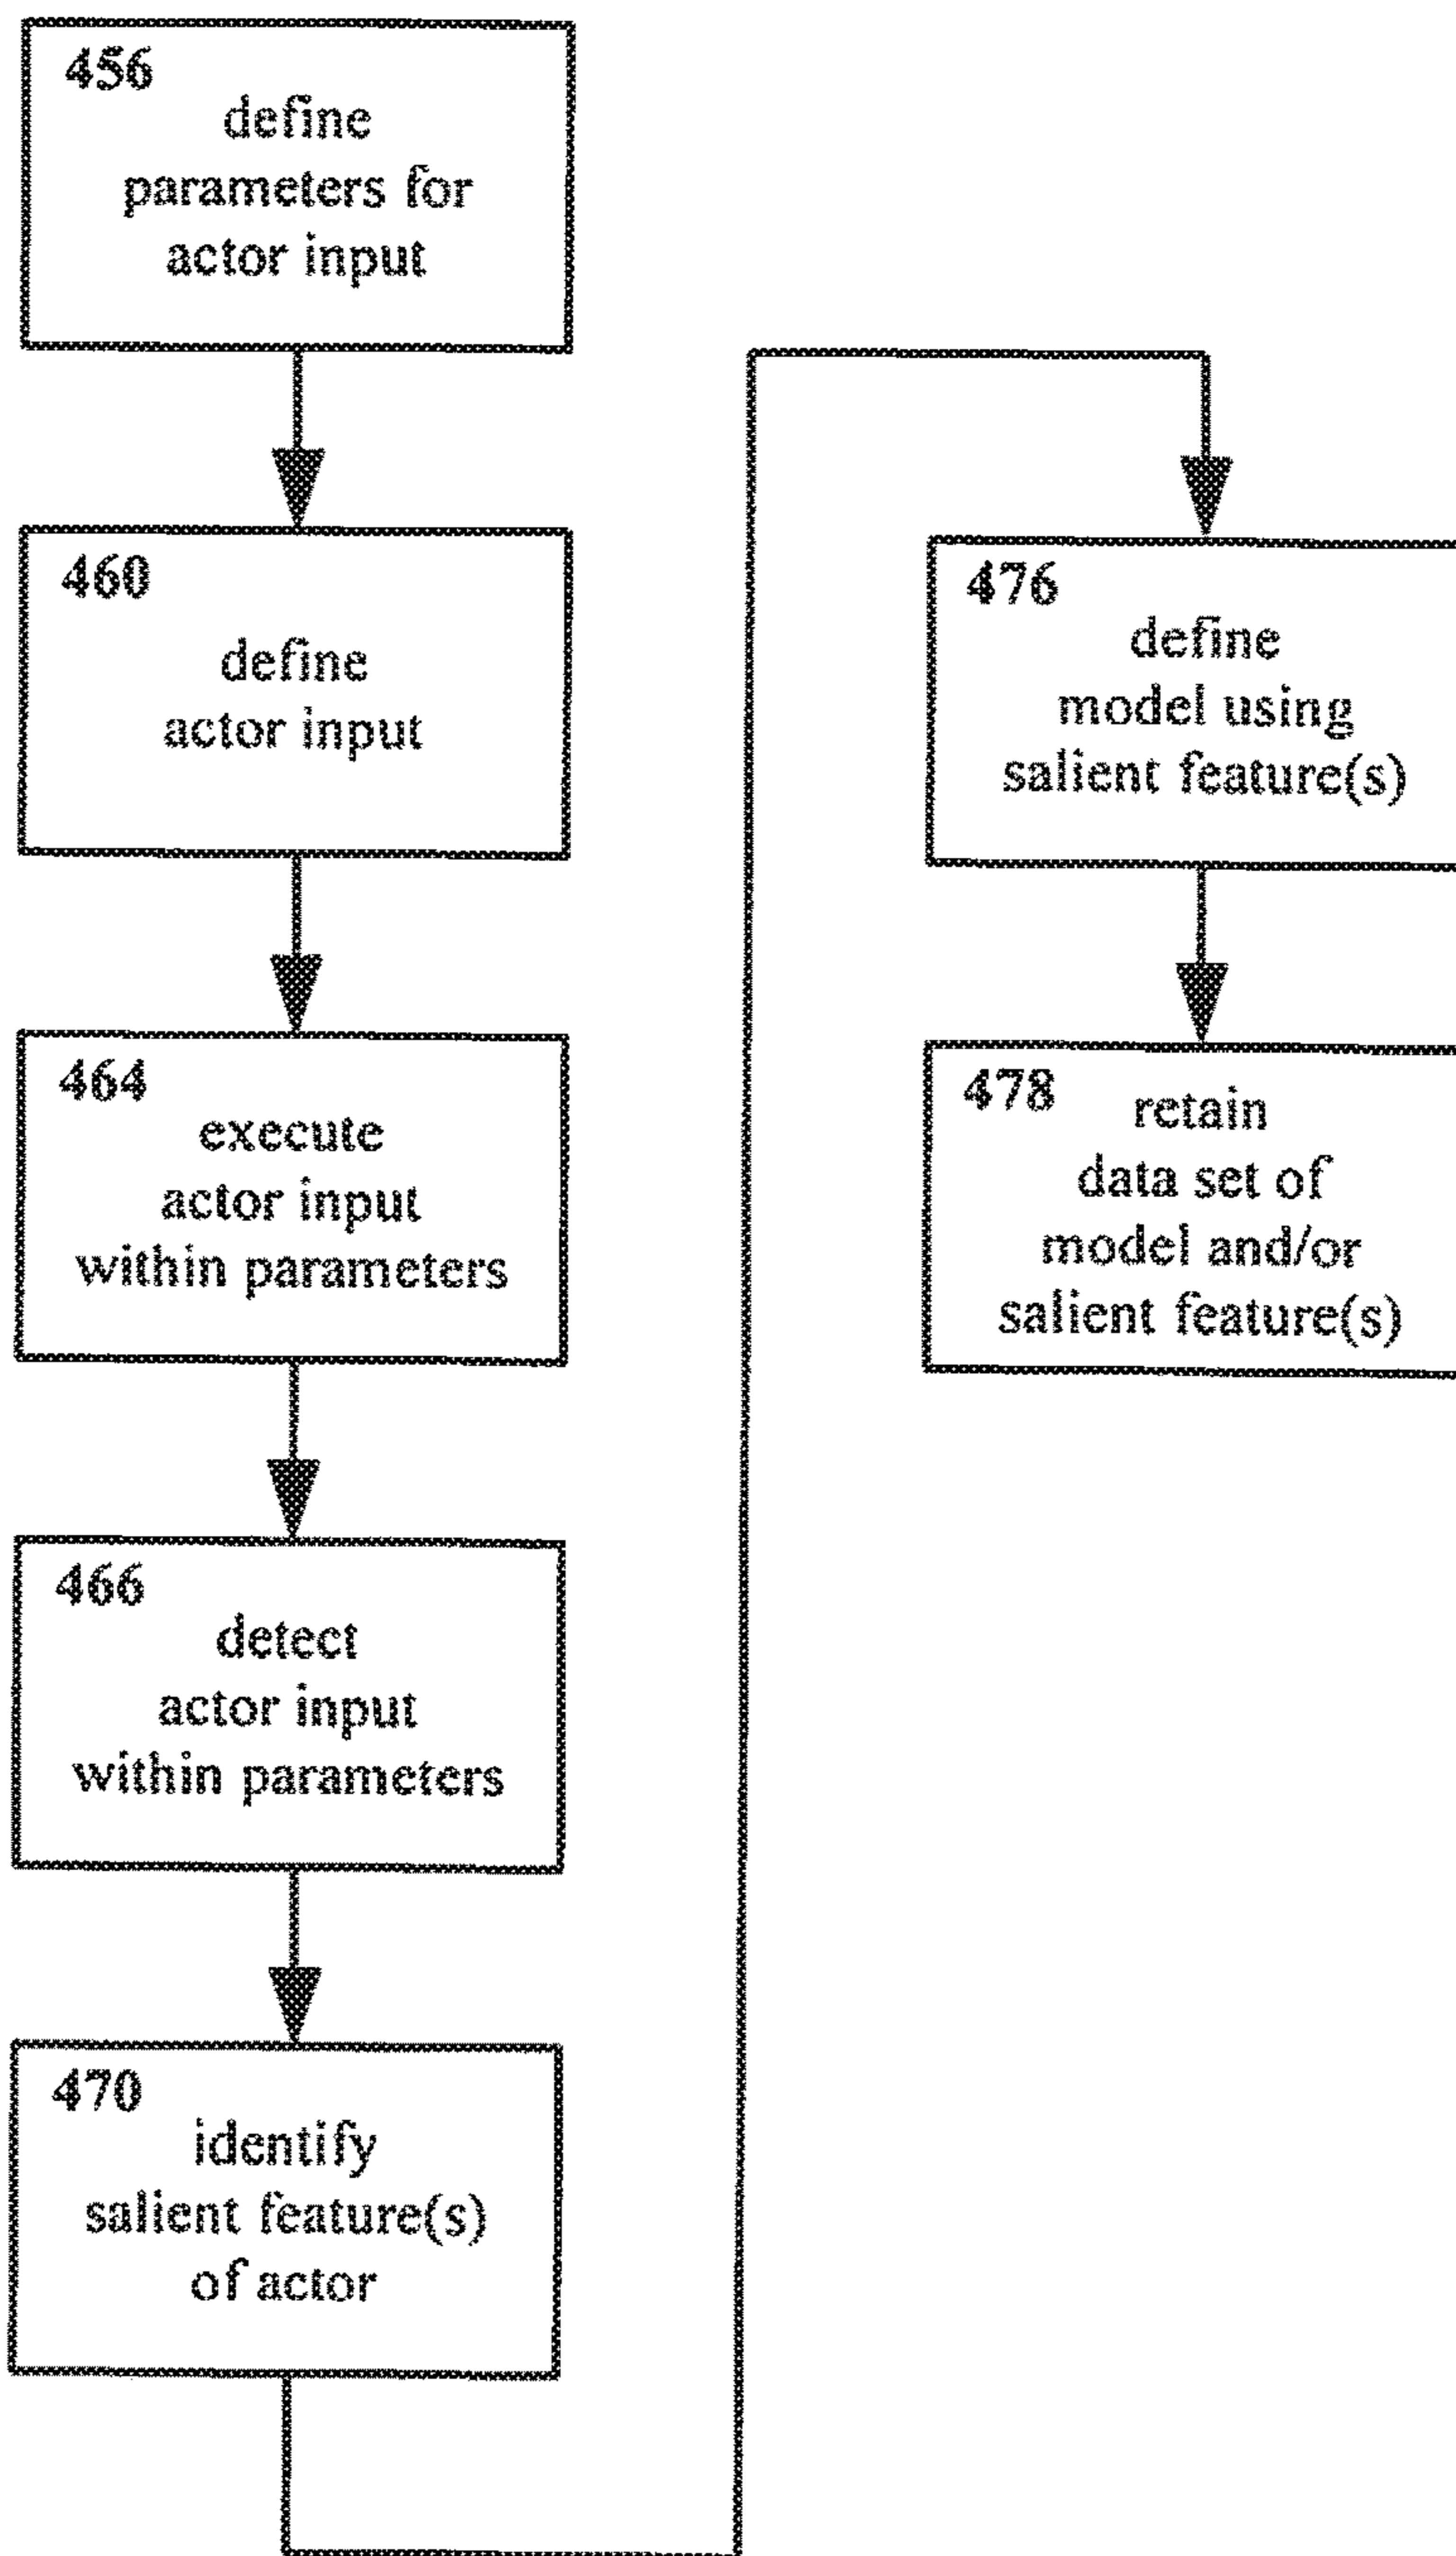 456
define
parameters for
actor input
460
define
actor input
464
execute
actor input
within parameters
466
detect
actor input
within parameters
470
identify
salient feature(s)
of actor
476
define
model using
salient feature(s)
478
retain
data set of
model and/or
salient feature(s)